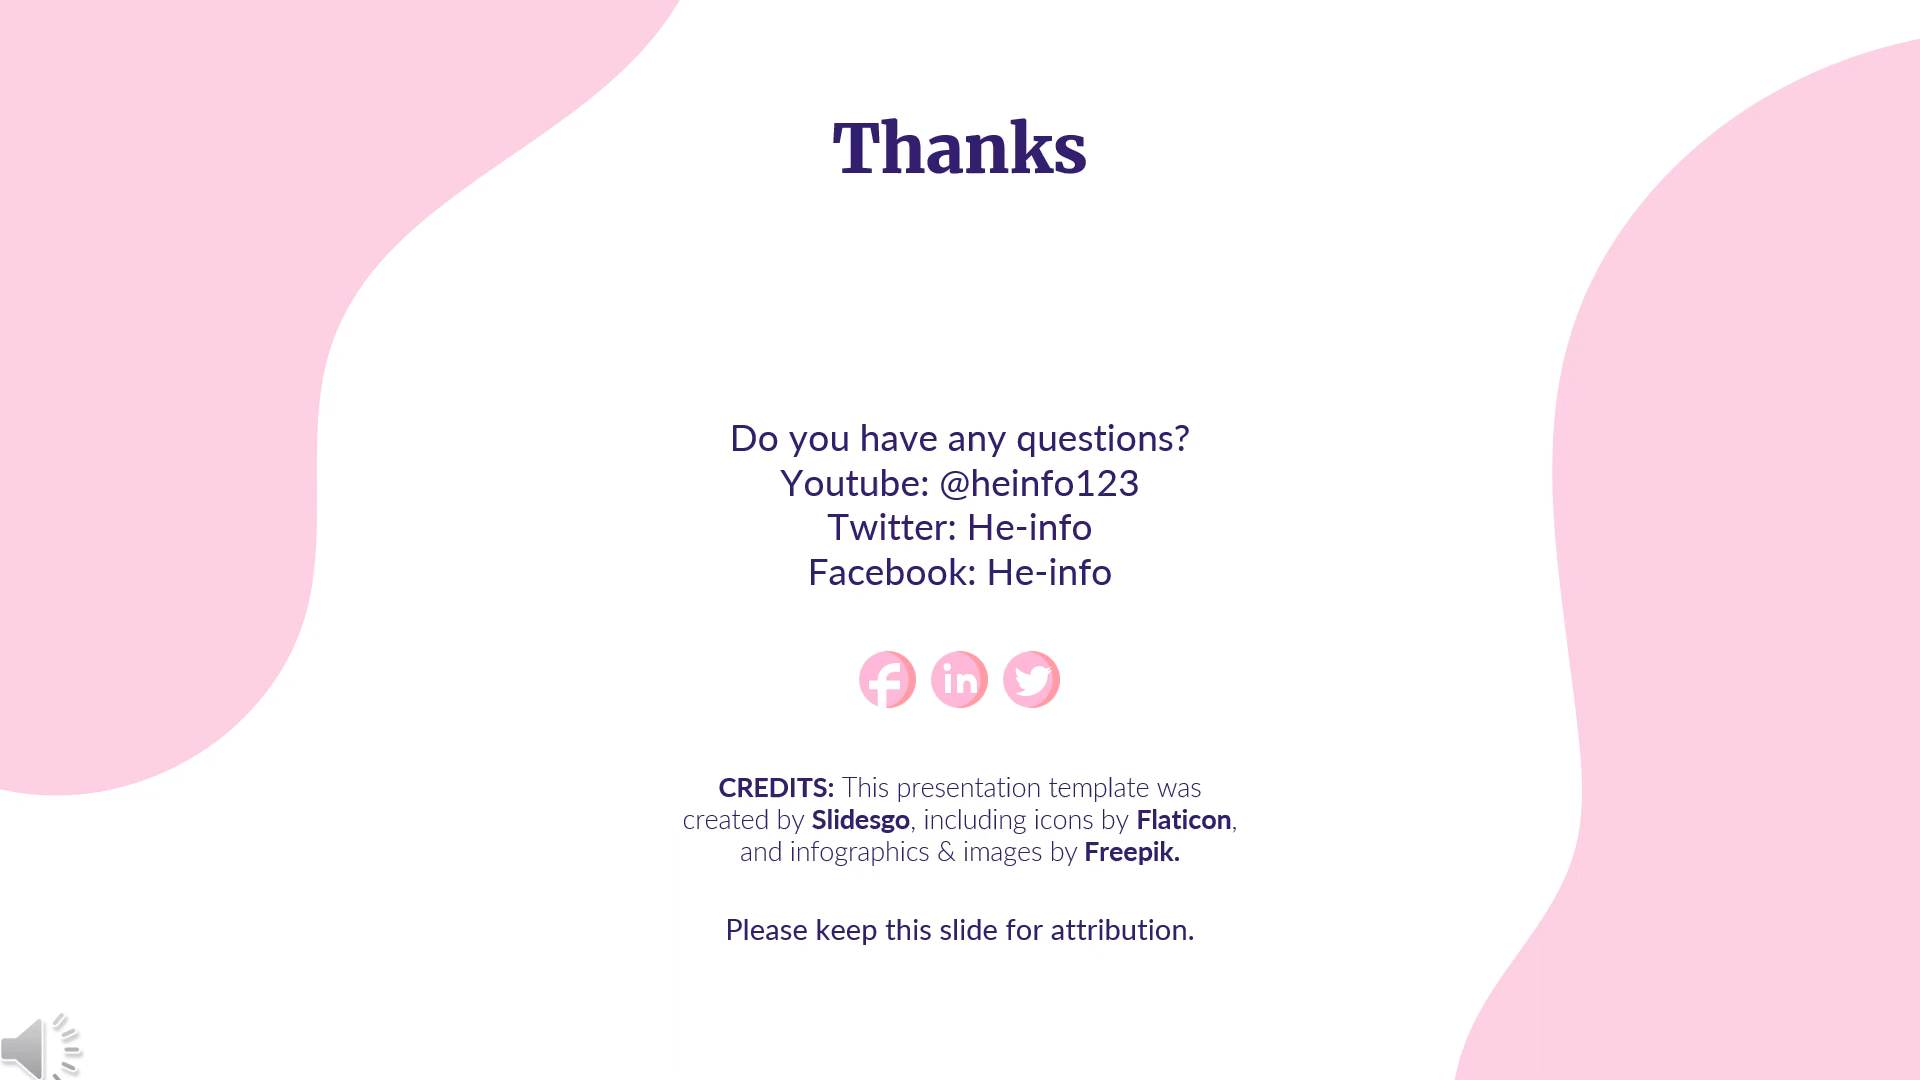 Thanks
Do you have any questions?
Youtube: @heinfo123
Twitter: He-info
Facebook: He-info
CREDITS: This presentation template was
created by Slidesgo, including icons by Flaticon,
and infographics & images by Freepik.
Please keep this slide for attribution.